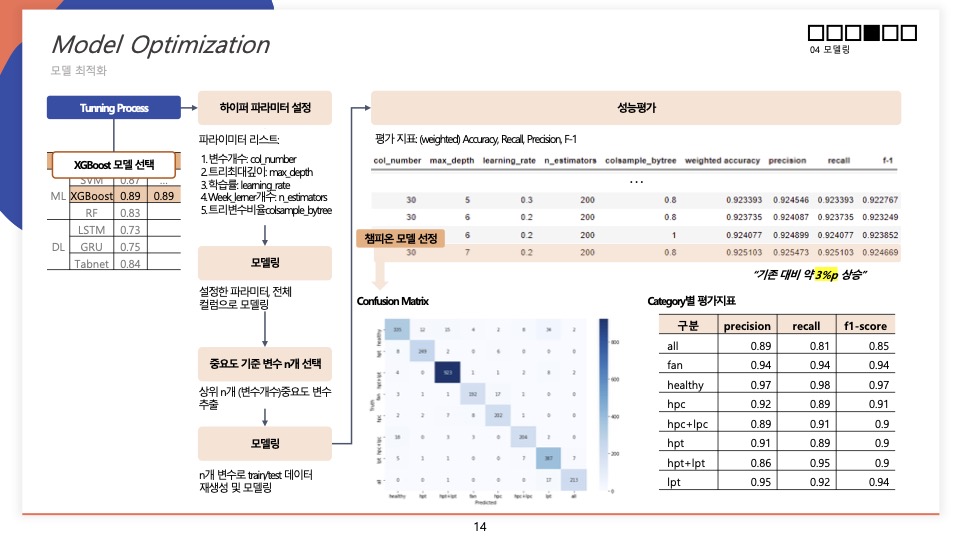 Model Optimization
모델 최적화
04 모델링
Tunning Process
XGBoost 모델 선택
SVM 0.87 ...
ML XGBoost 0.89 0.89
RF 0.83
LSTM 0.73
DL GRU 0.75
Tabnet 0.84
하이퍼 파라미터 설정
파라이미터 리스트:
1. 변수개수: col_number
2.트리최대깊이: max_depth
3.학습률: learning_rate
4.Week_lerner개수: n_estimators
5. 트리변수비율colsample_bytree
모델링
설정한 파라미터, 전체
컬럼으로 모델링
중요도 기준 변수 n개 선택
상위 n개 (변수개수)중요도 변수
추출
모델링
n개 변수로 train/test 데이터
재생성 및 모델링
성능평가
평가 지표: (weighted) Accuracy, Recall, Precision, F-1
col_number max_depth learning_rate n_estimators colsample_bytree weighted accuracy precision recall f-1
...
30 5 0.3 200 0.8 0.923393 0.924546 0.923393 0.922767
30 6 0.2 200 0.8 0.923735 0.924087 0.923735 0.923249
챔피온 모델 선정
6 0.2 200 1 0.924077 0.924899 0.924077 0.923852
30 7 0.2 200 0.8 0.925103 0.925473 0.925103 0.924669
“기존 대비 약 3%p 상승”
Confusion Matrix
healthy hpt hpt+lpt fan hpc hpc+lpc lpt all
Predicted
Truth
800
600
400
200
0
Category별 평가지표
구분 precision recall f1-score
all 0.89 0.81 0.85
fan 0.94 0.94 0.94
healthy 0.97 0.98 0.97
hpc 0.92 0.89 0.91
hpc+lpc 0.89 0.91 0.9
hpt 0.91 0.89 0.9
hpt+lpt 0.86 0.95 0.9
lpt 0.95 0.92 0.94
14